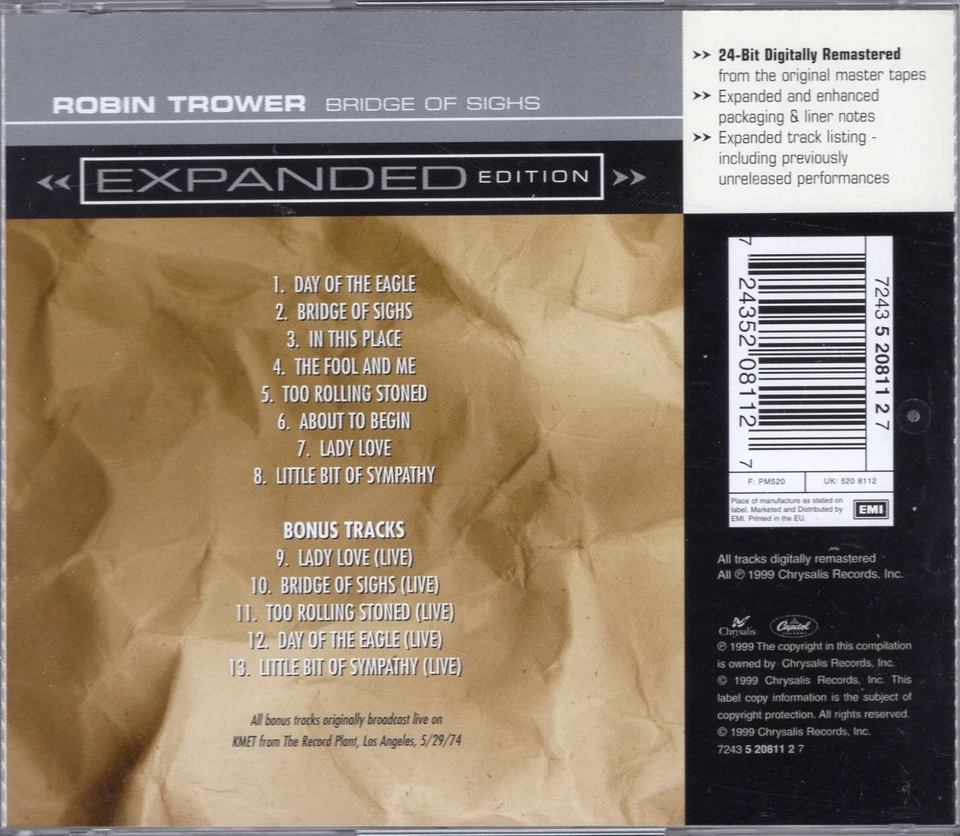 ROBIN TROWER BRIDGE OF SIGHS
EXPANDED EDITION
24-Bit Digitally Remastered
from the original master tapes
Expanded and enhanced
packaging & liner notes
Expanded track listing -
including previously
unreleased performances
1. DAY OF THE EAGLE
2. BRIDGE OF SIGHS
3. IN THIS PLACE
4. THE FOOL AND ME
5. TOO ROLLING STONED
6. ABOUT TO BEGIN
7. LADY LOVE
8. LITTLE BIT OF SYMPATHY
BONUS TRACKS
9. LADY LOVE (LIVE)
10. BRIDGE OF SIGHS (LIVE)
11. TOO ROLLING STONED (LIVE)
12. DAY OF THE EAGLE (LIVE)
13. LITTLE BIT OF SYMPATHY (LIVE)
All bonus tracks originally broadcast live on
KMET from The Record Plant, Los Angeles, 5/29/74
7243 5 20811 2 7
7 24352 08112 7
F: PM520 UK: 520 8112
Place of manufacture as stated on
label. Marketed and Distributed by
EMI. Printed in the EU.
EMI
All tracks digitally remastered
All ℗ 1999 Chrysalis Records, Inc.
Chrysalis
Capitol
RECORDS
℗ 1999 The copyright in this compilation
is owned by Chrysalis Records, Inc.
© 1999 Chrysalis Records, Inc. This
label copy information is the subject of
copyright protection. All rights reserved.
© 1999 Chrysalis Records, Inc.
7243 5 20811 2 7